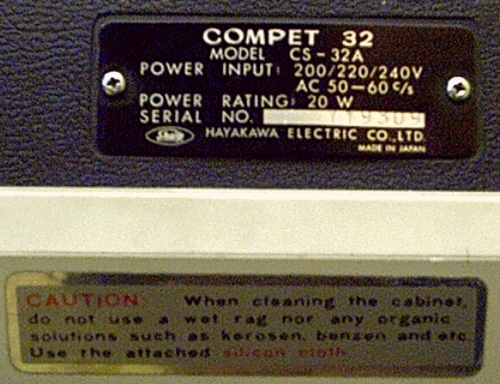 COMPET 32
MODEL CS-32A
POWER INPUT: 200/220/240V
AC 50-60 c/s
POWER RATING: 20 W
SERIAL NO.
Sharp HAYAKAWA ELECTRIC CO., LTD.
MADE IN JAPAN
CAUTION When cleaning the cabinet,
do not use a wet rag nor any organic
solutions such as kerosen, benzen and etc.
Use the attached silicon cloth.